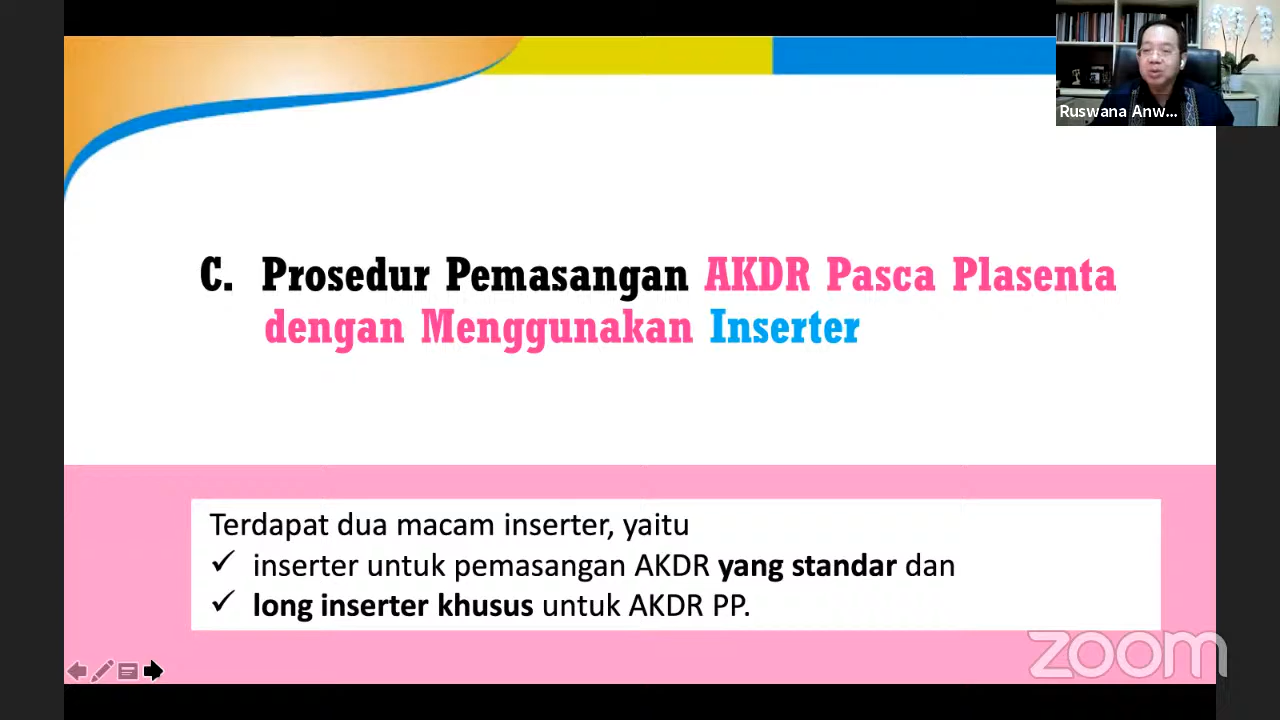 Ruswana Anw...
C. Prosedur Pemasangan AKDR Pasca Plasenta
dengan Menggunakan Inserter
Terdapat dua macam inserter, yaitu
✓ inserter untuk pemasangan AKDR yang standar dan
✓ long inserter khusus untuk AKDR PP.
zoom